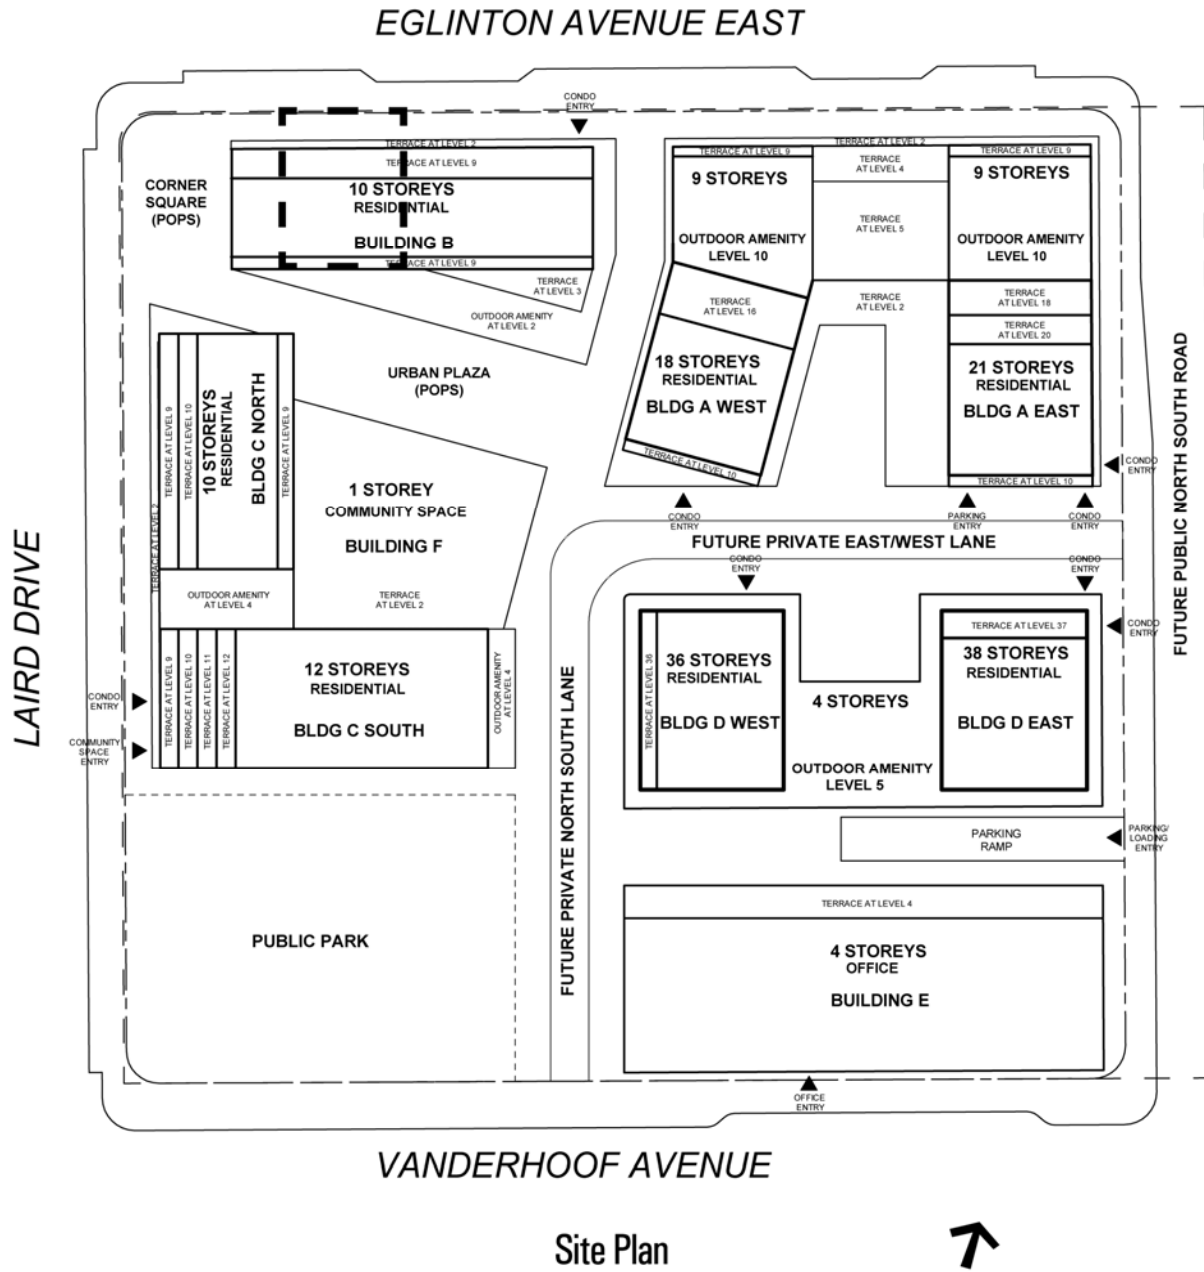 EGLINTON AVENUE EAST
CONDO
ENTRY
TERRACE AT LEVEL 2
TERRACE AT LEVEL 9
10 STOREYS
RESIDENTIAL
BUILDING B
TERRACE AT LEVEL 9
CORNER
SQUARE
(POPS)
TERRACE
AT LEVEL 3
OUTDOOR AMENITY
AT LEVEL 2
TERRACE AT LEVEL 2
TERRACE AT LEVEL 9
9 STOREYS
OUTDOOR AMENITY
LEVEL 10
TERRACE
AT LEVEL 4
TERRACE
AT LEVEL 5
TERRACE
AT LEVEL 2
TERRACE AT LEVEL 9
9 STOREYS
OUTDOOR AMENITY
LEVEL 10
TERRACE
AT LEVEL 16
18 STOREYS
RESIDENTIAL
BLDG A WEST
TERRACE AT LEVEL 10
TERRACE
AT LEVEL 18
TERRACE
AT LEVEL 20
21 STOREYS
RESIDENTIAL
BLDG A EAST
TERRACE AT LEVEL 10
CONDO
ENTRY
CONDO
ENTRY
PARKING
ENTRY
CONDO
ENTRY
URBAN PLAZA
(POPS)
TERRACE AT LEVEL 2
TERRACE AT LEVEL 9
TERRACE AT LEVEL 10
10 STOREYS
RESIDENTIAL
BLDG C NORTH
TERRACE AT LEVEL 9
1 STOREY
COMMUNITY SPACE
BUILDING F
TERRACE
AT LEVEL 2
OUTDOOR AMENITY
AT LEVEL 4
TERRACE AT LEVEL 9
TERRACE AT LEVEL 10
TERRACE AT LEVEL 11
TERRACE AT LEVEL 12
12 STOREYS
RESIDENTIAL
BLDG C SOUTH
OUTDOOR AMENITY
AT LEVEL 4
CONDO
ENTRY
COMMUNITY
SPACE
ENTRY
LAIRD DRIVE
FUTURE PRIVATE EAST/WEST LANE
FUTURE PUBLIC NORTH SOUTH ROAD
FUTURE PRIVATE NORTH SOUTH LANE
CONDO
ENTRY
CONDO
ENTRY
CONDO
ENTRY
TERRACE AT LEVEL 36
36 STOREYS
RESIDENTIAL
BLDG D WEST
4 STOREYS
OUTDOOR AMENITY
LEVEL 5
TERRACE AT LEVEL 37
38 STOREYS
RESIDENTIAL
BLDG D EAST
PARKING
RAMP
PARKING/
LOADING
ENTRY
TERRACE AT LEVEL 4
4 STOREYS
OFFICE
BUILDING E
PUBLIC PARK
OFFICE
ENTRY
VANDERHOOF AVENUE
Site Plan